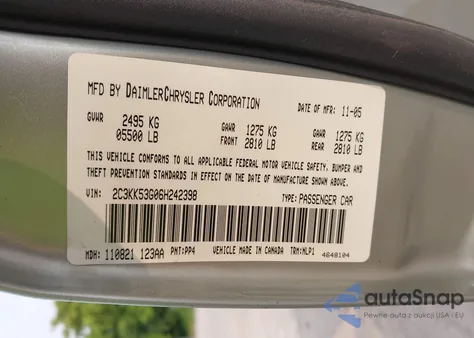 MFD BY DAIMLERCHRYSLER CORPORATION DATE OF MFR: 11-05
GVWR 2495 KG GAWR 1275 KG GAWR 1275 KG
05500 LB FRONT 2810 LB REAR 2810 LB
THIS VEHICLE CONFORMS TO ALL APPLICABLE FEDERAL MOTOR VEHICLE SAFETY, BUMPER AND
THEFT PREVENTION STANDARDS IN EFFECT ON THE DATE OF MANUFACTURE SHOWN ABOVE.
VIN: 2C3KK53G06H242398 TYPE: PASSENGER CAR
MDH: 110821 123AA PNT: PP4 VEHICLE MADE IN CANADA TRM: NLP1
4648104
autaSnap
Pewne auta z aukcji USA i EU